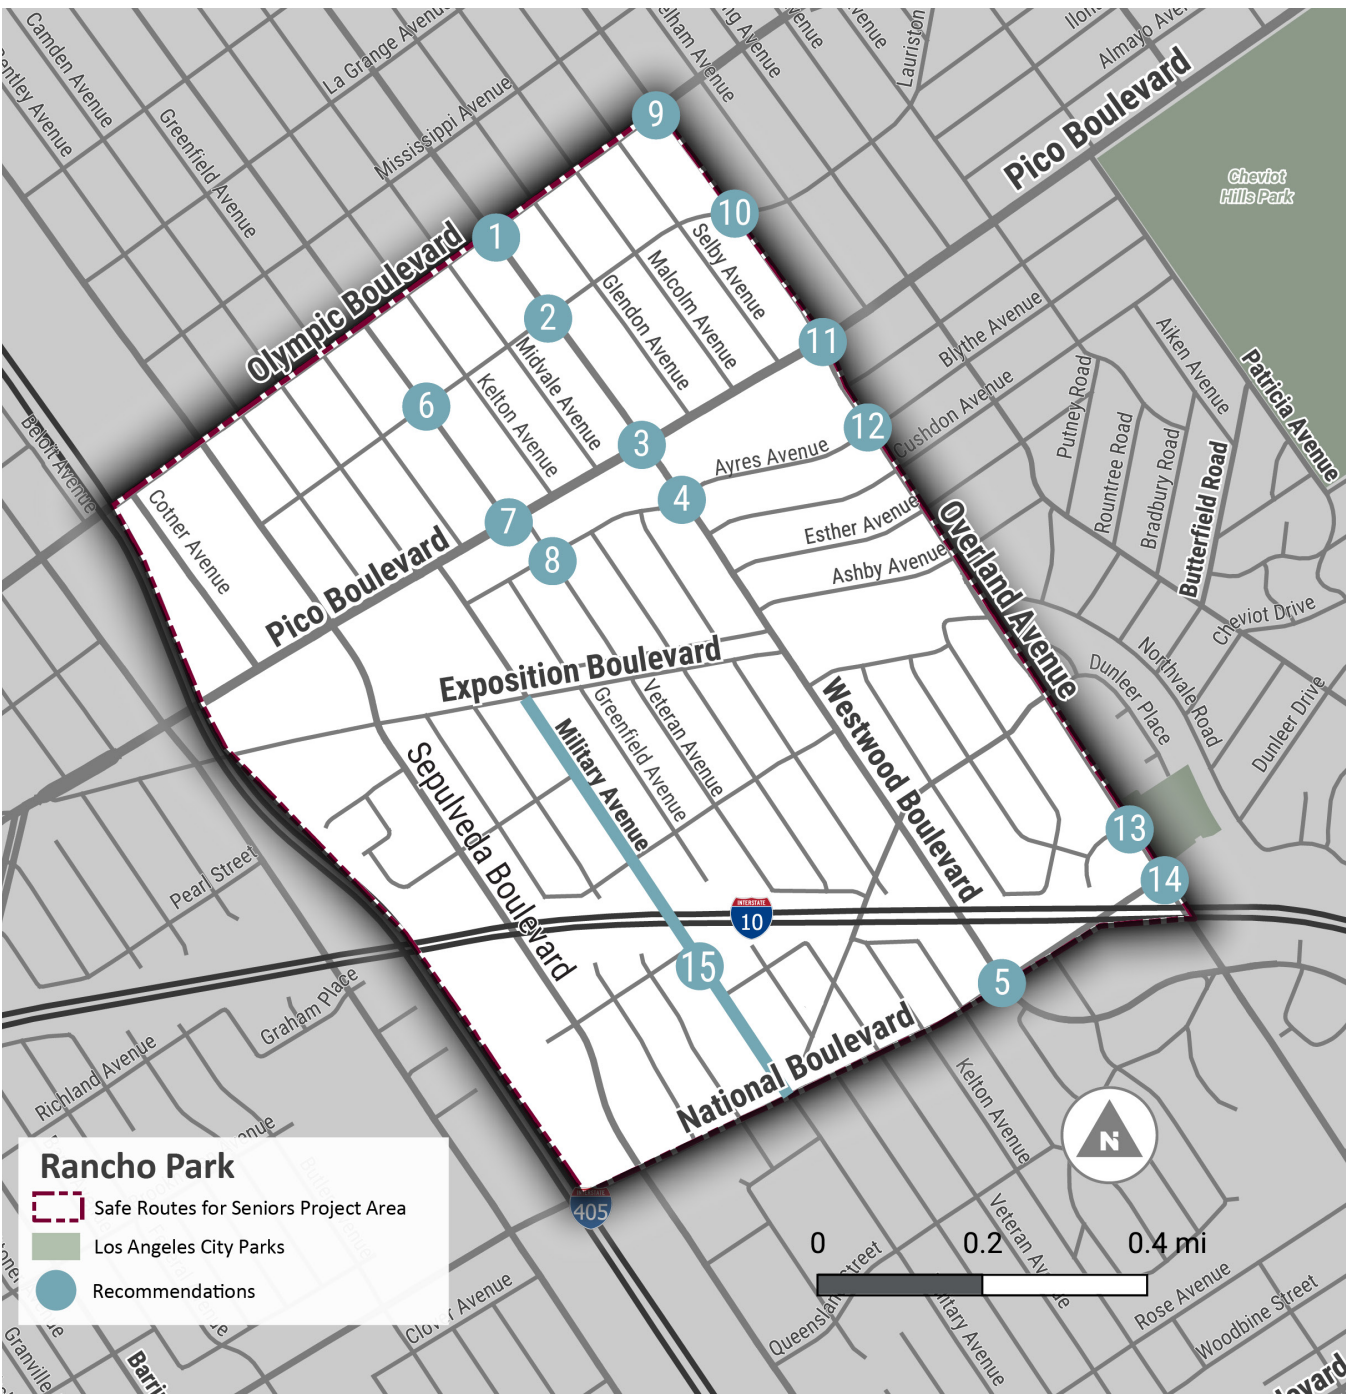 Camden Avenue
Greenfield Avenue
La Grange Avenue
Mississippi Avenue
Lauriston
Almayo Ave
Pico Boulevard
Cheviot
Hills Park
9
10
1
2
11
6
3
12
4
7
8
13
14
15
5
Olympic Boulevard
Selby Avenue
Malcolm Avenue
Glendon Avenue
Midvale Avenue
Kelton Avenue
Beloit Avenue
Cotner Avenue
Pico Boulevard
Ayres Avenue
Cushdon Avenue
Blythe Avenue
Esther Avenue
Ashby Avenue
Putney Road
Rountree Road
Bradbury Road
Butterfield Road
Aiken Avenue
Patricia Avenue
Overland Avenue
Cheviot Drive
Northvale Road
Dunleer Place
Dunleer Drive
Exposition Boulevard
Veteran Avenue
Greenfield Avenue
Military Avenue
Sepulveda Boulevard
Westwood Boulevard
Pearl Street
INTERSTATE
10
Graham Place
Richland Avenue
National Boulevard
Kelton Avenue
Veteran Avenue
Rose Avenue
Woodbine Street
Clover Avenue
Granville
Barri
N
405
Rancho Park
Safe Routes for Seniors Project Area
Los Angeles City Parks
Recommendations
0 0.2 0.4 mi